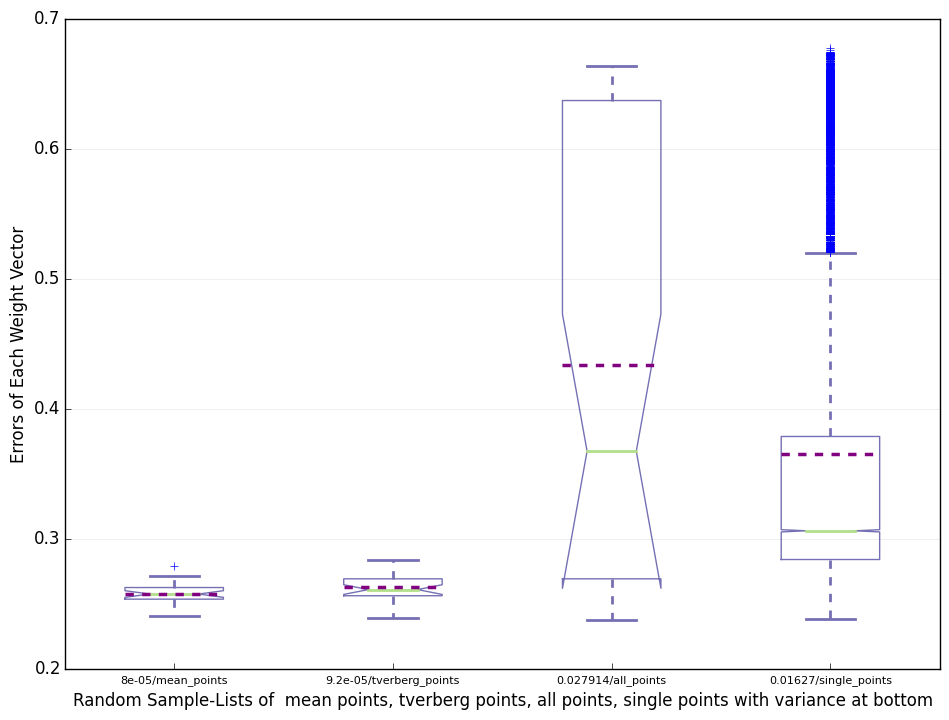 0.7
0.6
0.5
0.4
0.3
0.2
Errors of Each Weight Vector
8e-05/mean_points 9.2e-05/tverberg_points 0.027914/all_points 0.01627/single_points
Random Sample-Lists of  mean points, tverberg points, all points, single points with variance at bottom